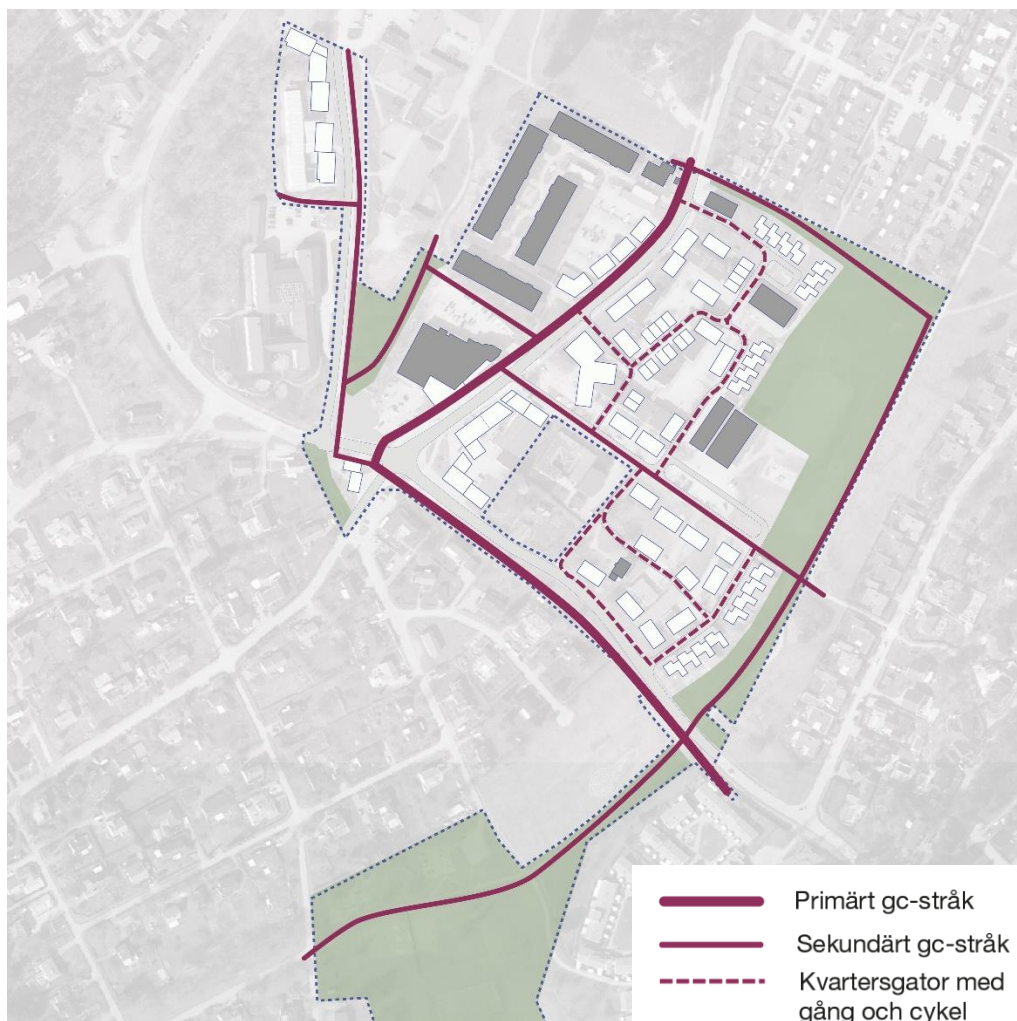 Primärt gc-stråk
Sekundärt gc-stråk
Kvartersgator med
gång och cykel